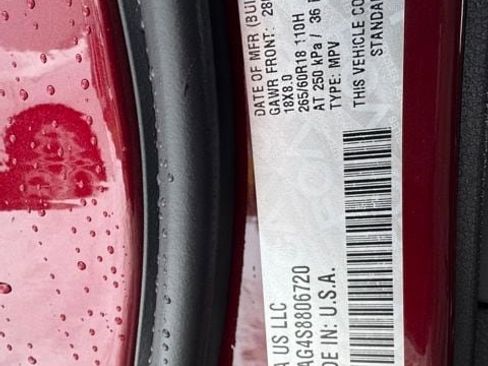 DATE OF MFR (BUI
GAWR FRONT: 28
18X8.0
265/60R18 110H
AT 250 kPa / 36
TYPE: MPV
THIS VEHICLE CO
STANDA
A US LLC
AG4S8806720
DE IN: U.S.A.